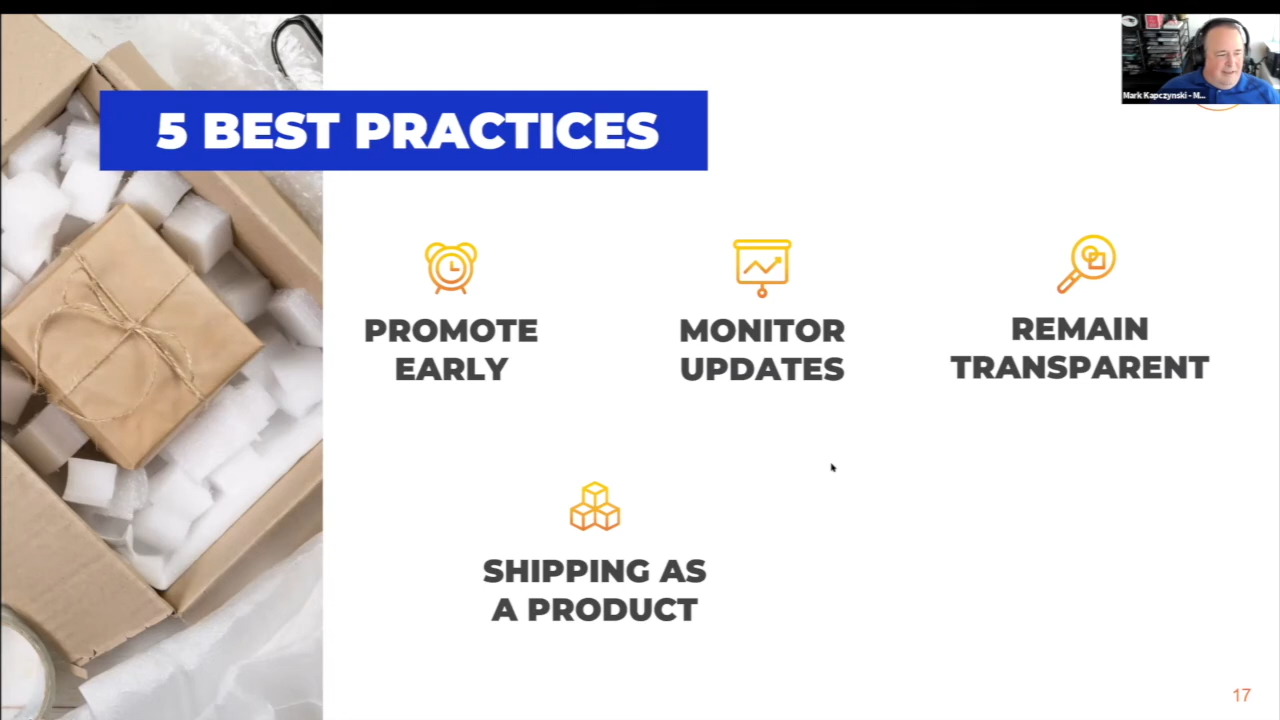 5 BEST PRACTICES
Mark Kapczynski - M...
PROMOTE
EARLY
MONITOR
UPDATES
REMAIN
TRANSPARENT
SHIPPING AS
A PRODUCT
17